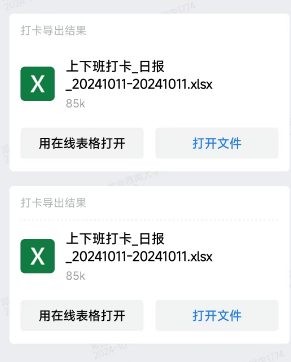 打卡导出结果
上下班打卡_日报
_20241011-20241011.xlsx
85k
用在线表格打开
打开文件
打卡导出结果
上下班打卡_日报
_20241011-20241011.xlsx
85k
用在线表格打开
打开文件